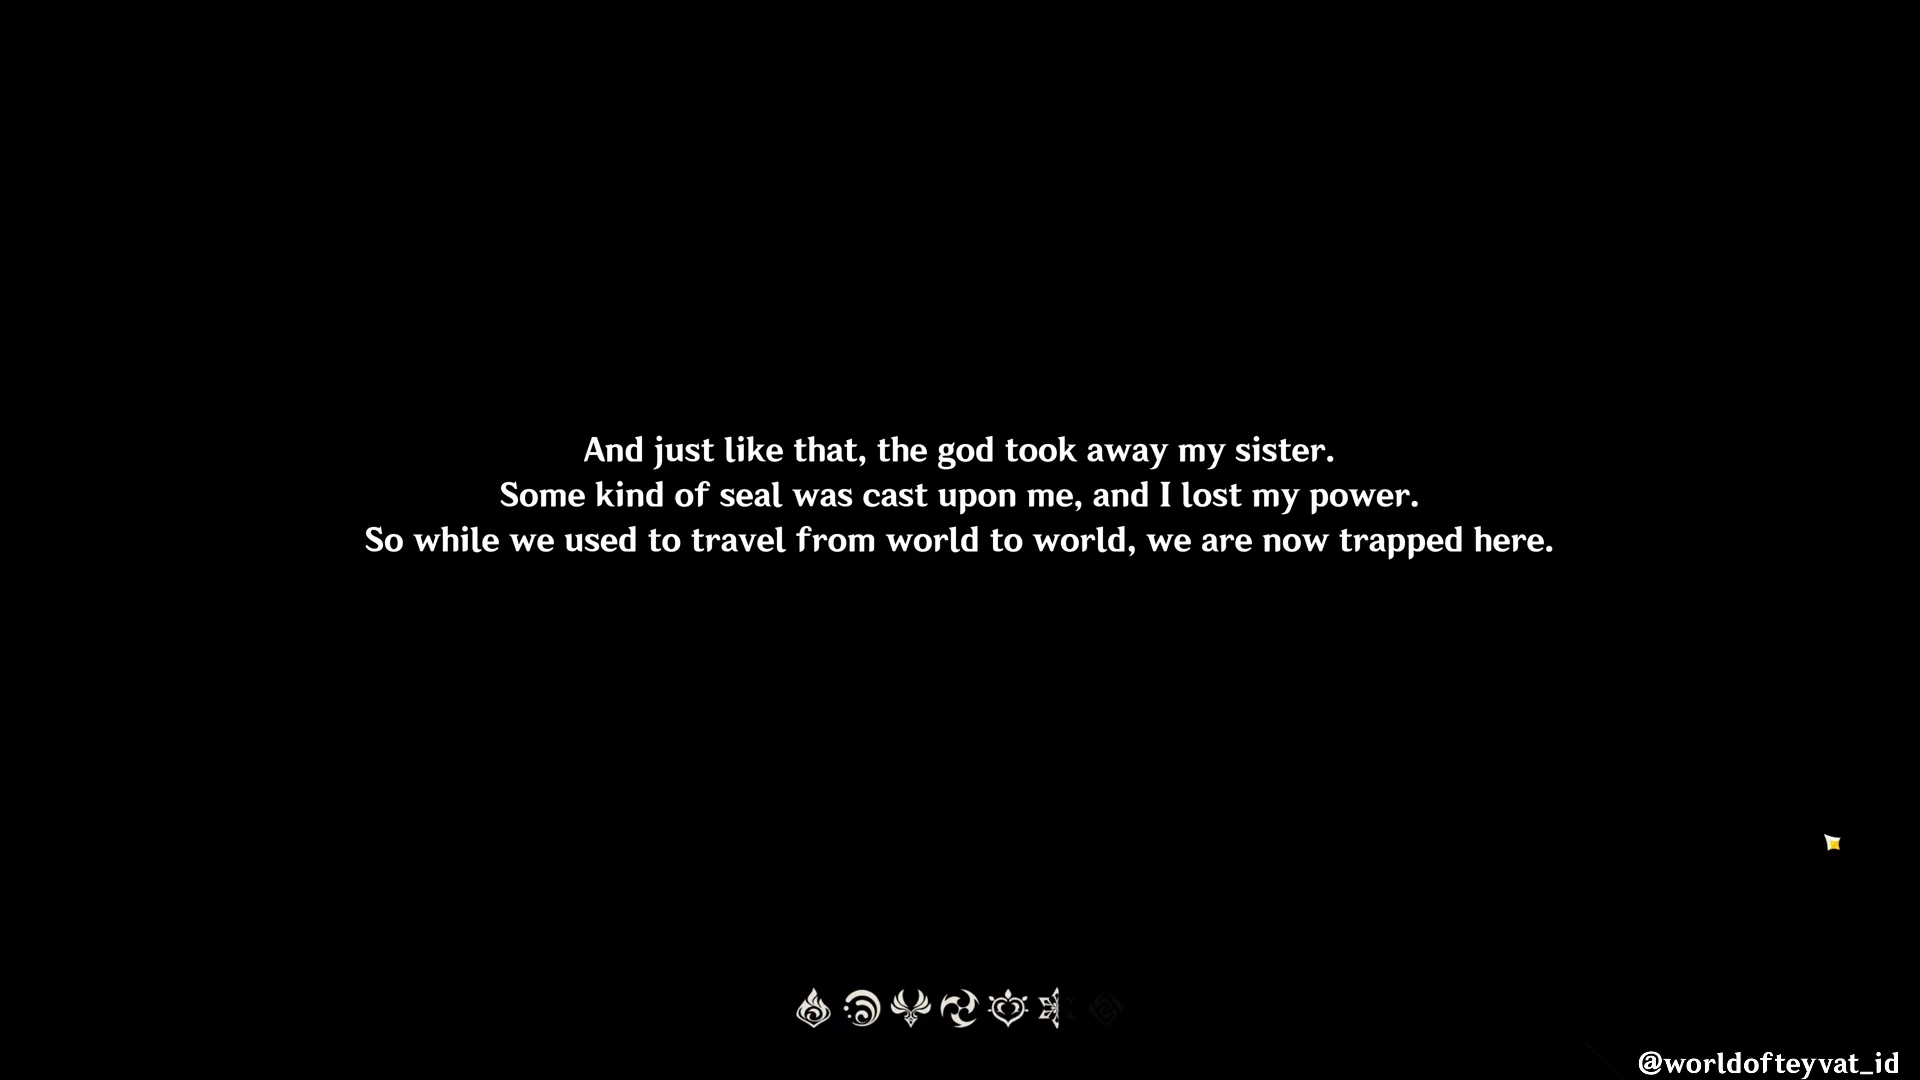 And just like that, the god took away my sister.
Some kind of seal was cast upon me, and I lost my power.
So while we used to travel from world to world, we are now trapped here.
@worldofteyvat_id